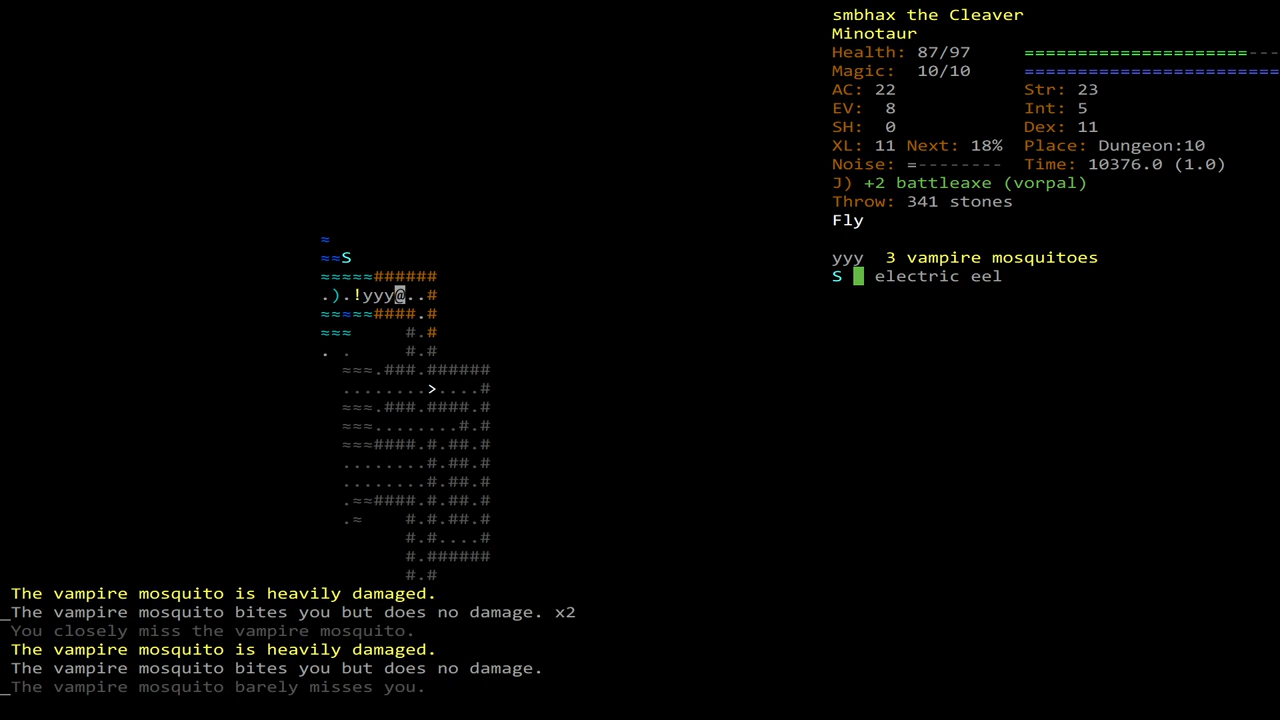 smbhax the Cleaver
Minotaur
Health: 87/97 =====================---
Magic: 10/10 ========================
AC: 22 Str: 23
EV: 8 Int: 5
SH: 0 Dex: 11
XL: 11 Next: 18% Place: Dungeon:10
Noise: =-------- Time: 10376.0 (1.0)
J) +2 battleaxe (vorpal)
Throw: 341 stones
Fly
≈
≈≈S
yyy 3 vampire mosquitoes
≈≈≈≈≈######
S electric eel
.).!yyy@..#
≈≈≈≈≈####.#
≈≈≈ #.#
. . #.#
≈≈≈.###.######
........>....#
≈≈≈.###.####.#
≈≈≈........#.#
≈≈≈####.#.##.#
........#.##.#
........#.##.#
.≈≈####.#.##.#
.≈ #.#.##.#
#.#....#
#.######
#.#
The vampire mosquito is heavily damaged.
_The vampire mosquito bites you but does no damage. x2
You closely miss the vampire mosquito.
The vampire mosquito is heavily damaged.
The vampire mosquito bites you but does no damage.
_The vampire mosquito barely misses you.